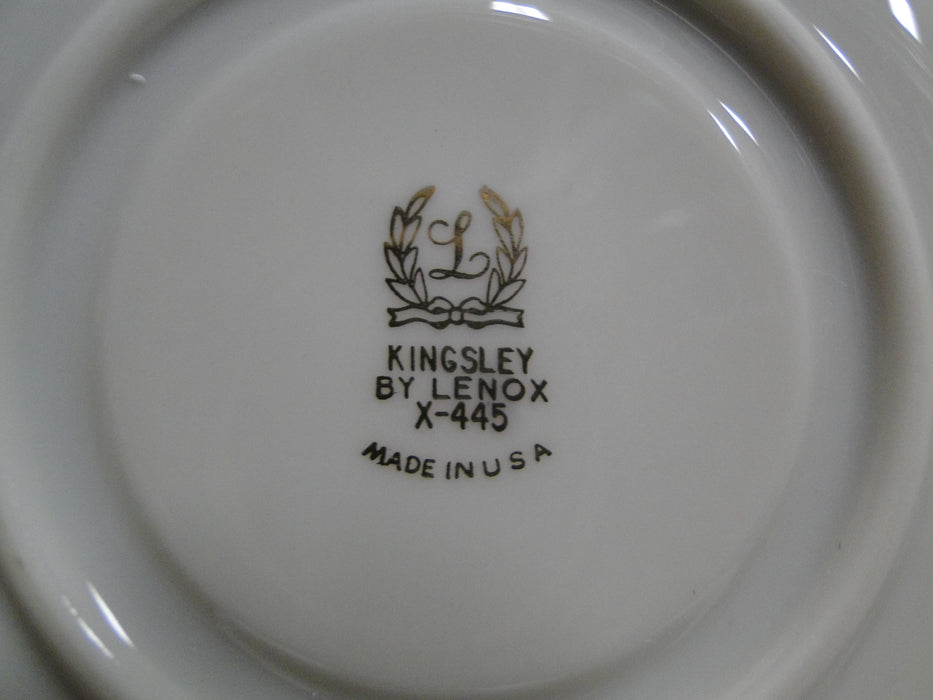 L
KINGSLEY
BY LENOX
X-445
MADE IN USA